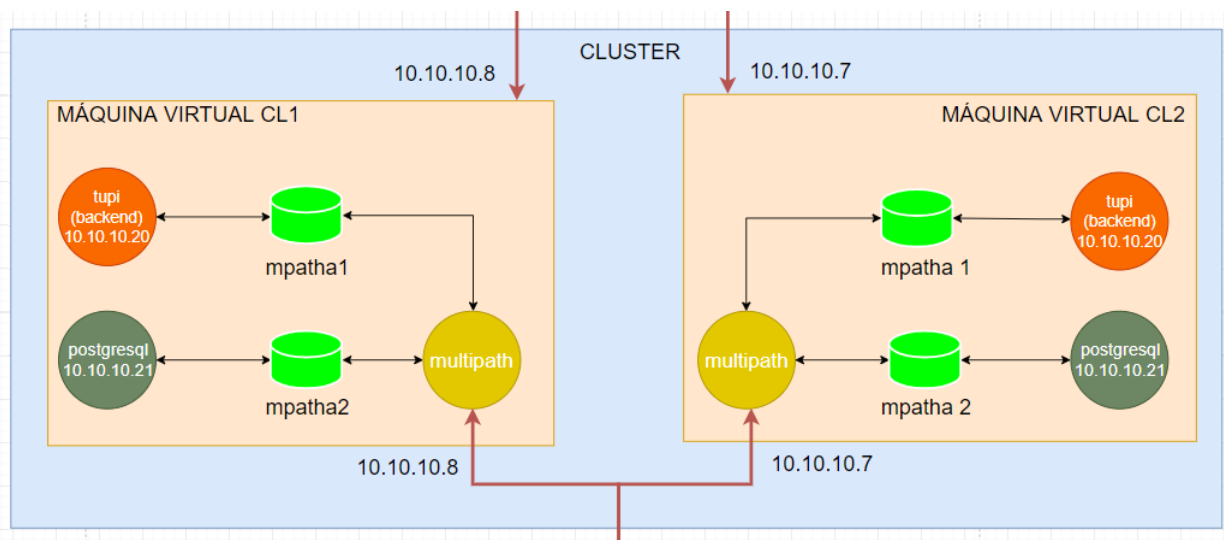 CLUSTER
10.10.10.8
10.10.10.7
MÁQUINA VIRTUAL CL1
tupi
(backend)
10.10.10.20
mpatha1
postgresql
10.10.10.21
mpatha2
multipath
10.10.10.8
MÁQUINA VIRTUAL CL2
tupi
(backend)
10.10.10.20
mpatha 1
multipath
postgresql
10.10.10.21
mpatha 2
10.10.10.7